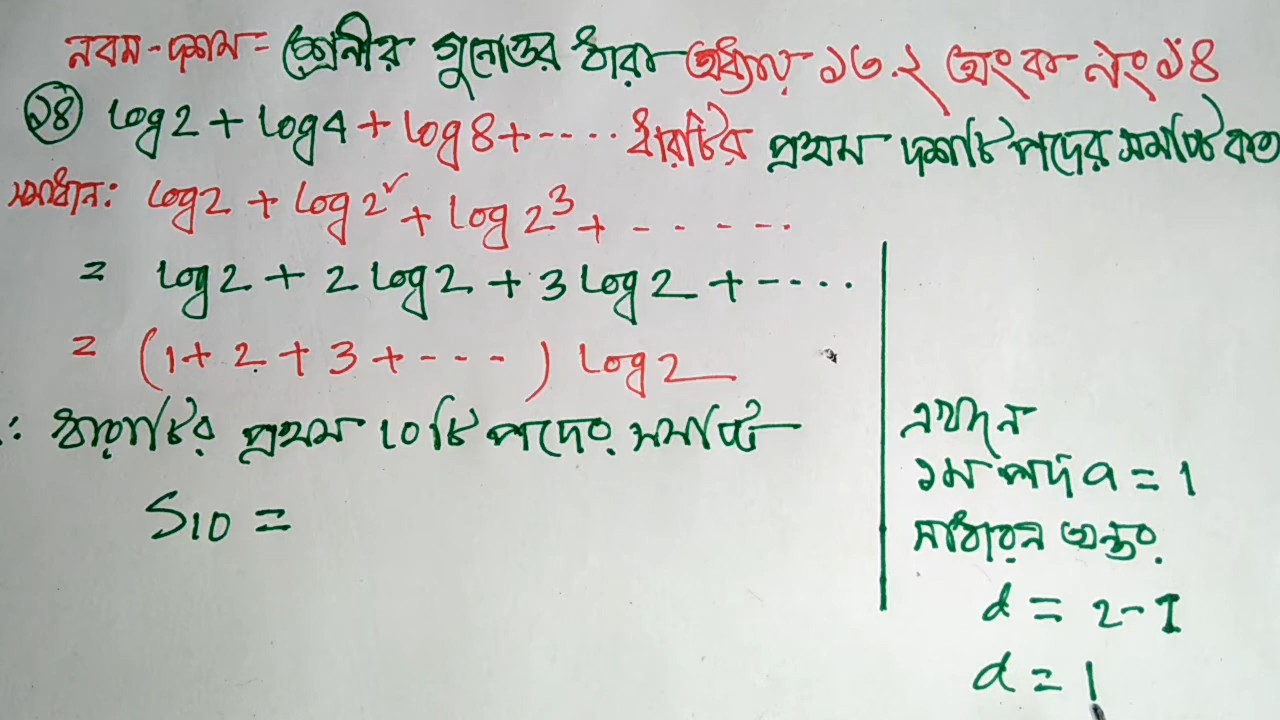 নবম-দশম= শ্রেনীর গুনোত্তর ধারা অধ্যায় ১৩.২ অংক নং ১৪
১৪ log2 + log4 + log8 + ---- ধারাটির প্রথম দশটি পদের সমষ্টি কত
সমাধান: log2 + log2² + log2³ + ------
= log2 + 2log2 + 3log2 + ----
= (1 + 2 + 3 + ---) log2
∴ ধারাটির প্রথম 10টি পদের সমষ্টি
S10 =
এখানে
১ম পদ a = 1
সাধারন অন্তর
d = 2-1
d = 1